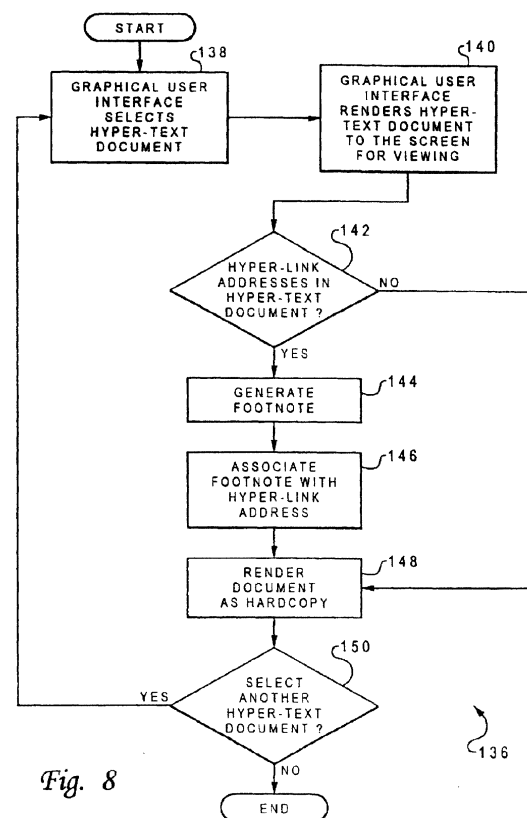 START
138
GRAPHICAL USER
INTERFACE
SELECTS
HYPER-TEXT
DOCUMENT
140
GRAPHICAL USER
INTERFACE
RENDERS HYPER-
TEXT DOCUMENT
TO THE SCREEN
FOR VIEWING
142
HYPER-LINK
ADDRESSES IN
HYPER-TEXT
DOCUMENT ?
NO
YES
144
GENERATE
FOOTNOTE
146
ASSOCIATE
FOOTNOTE WITH
HYPER-LINK
ADDRESS
148
RENDER
DOCUMENT
AS HARDCOPY
150
SELECT
ANOTHER
HYPER-TEXT
DOCUMENT ?
YES
NO
136
Fig. 8
END